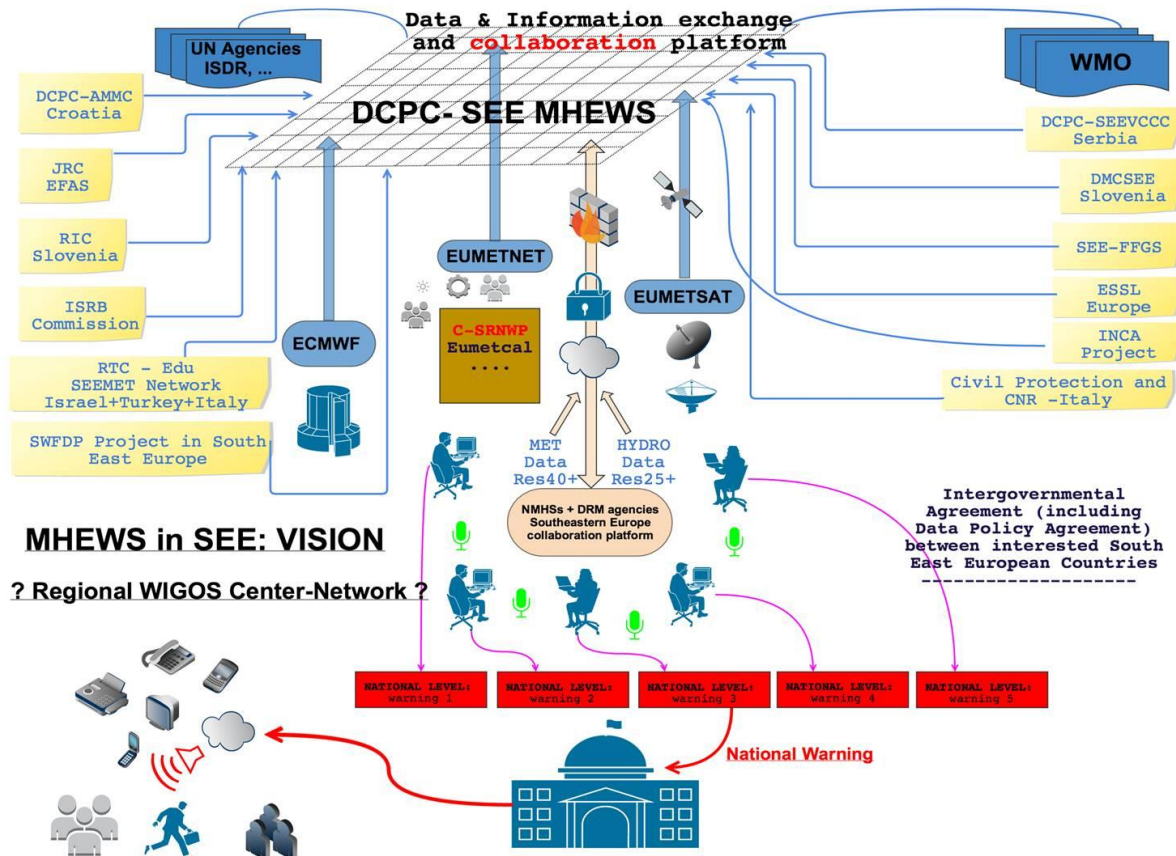 Data & Information exchange
and collaboration platform
UN Agencies
ISDR, ...
WMO
DCPC- SEE MHEWS
DCPC-AMMC
Croatia
JRC
EFAS
RIC
Slovenia
ISRB
Commission
RTC - Edu
SEEMET Network
Israel+Turkey+Italy
SWFDP Project in South
East Europe
DCPC-SEEVCCC
Serbia
DMCSEE
Slovenia
SEE-FFGS
ESSL
Europe
INCA
Project
Civil Protection and
CNR -Italy
EUMETNET
EUMETSAT
ECMWF
C-SRNWP
Eumetcal
....
MET
Data
Res40+
HYDRO
Data
Res25+
NMHSs + DRM agencies
Southeastern Europe
collaboration platform
Intergovernmental
Agreement (including
Data Policy Agreement)
between interested South
East European Countries
--------------------
MHEWS in SEE: VISION
? Regional WIGOS Center-Network ?
NATIONAL LEVEL:
warning 1
NATIONAL LEVEL:
warning 2
NATIONAL LEVEL:
warning 3
NATIONAL LEVEL:
warning 4
NATIONAL LEVEL:
warning 5
National Warning